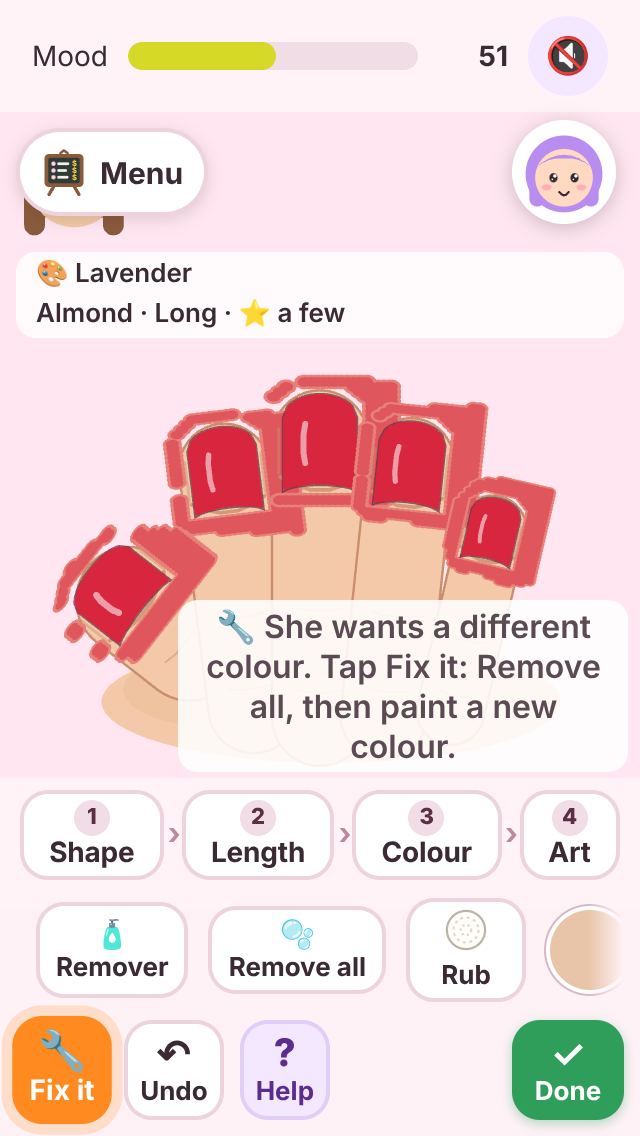 Mood 51
Menu
Lavender
Almond · Long · ⭐ a few
She wants a different
colour. Tap Fix it: Remove
all, then paint a new
colour.
1 2 3 4
Shape › Length › Colour › Art
Remover Remove all Rub
Fix it Undo ? Help Done